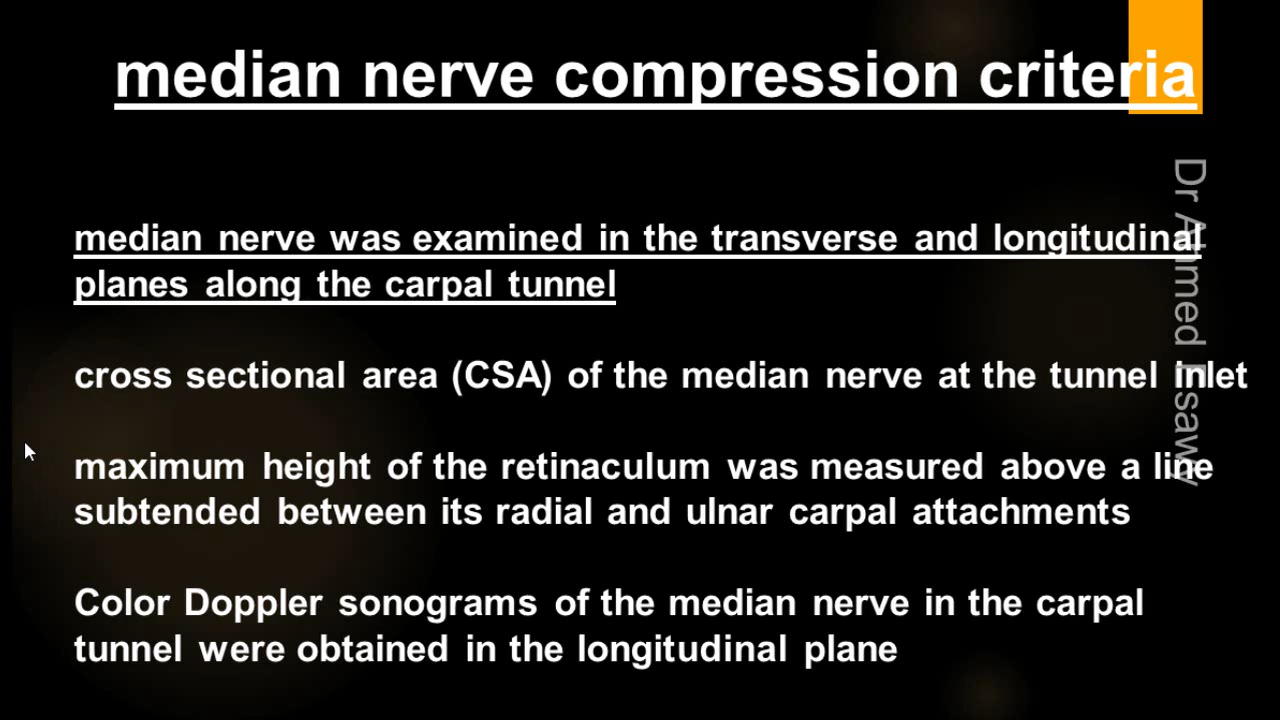 median nerve compression criteria
median nerve was examined in the transverse and longitudinal
planes along the carpal tunnel
cross sectional area (CSA) of the median nerve at the tunnel inlet
maximum height of the retinaculum was measured above a line
subtended between its radial and ulnar carpal attachments
Color Doppler sonograms of the median nerve in the carpal
tunnel were obtained in the longitudinal plane
Dr Ahmed Esawy